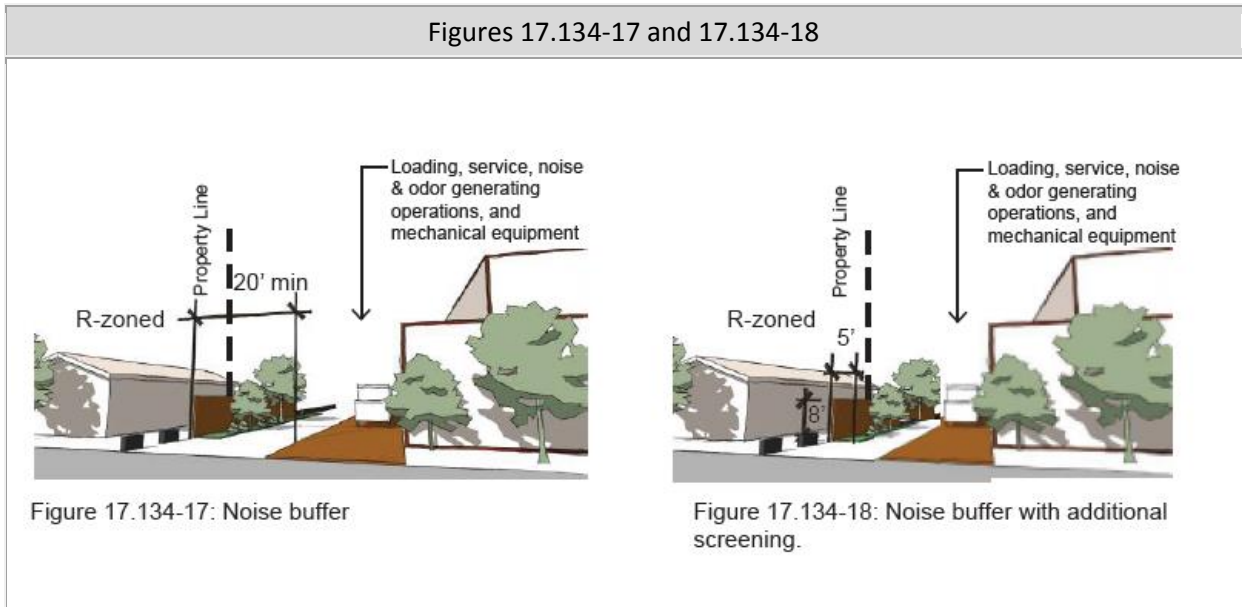 Figures 17.134-17 and 17.134-18
Property Line
20' min
R-zoned
Loading, service, noise
& odor generating
operations, and
mechanical equipment
Figure 17.134-17: Noise buffer
Property Line
R-zoned
5'
8'
Loading, service, noise
& odor generating
operations, and
mechanical equipment
Figure 17.134-18: Noise buffer with additional
screening.